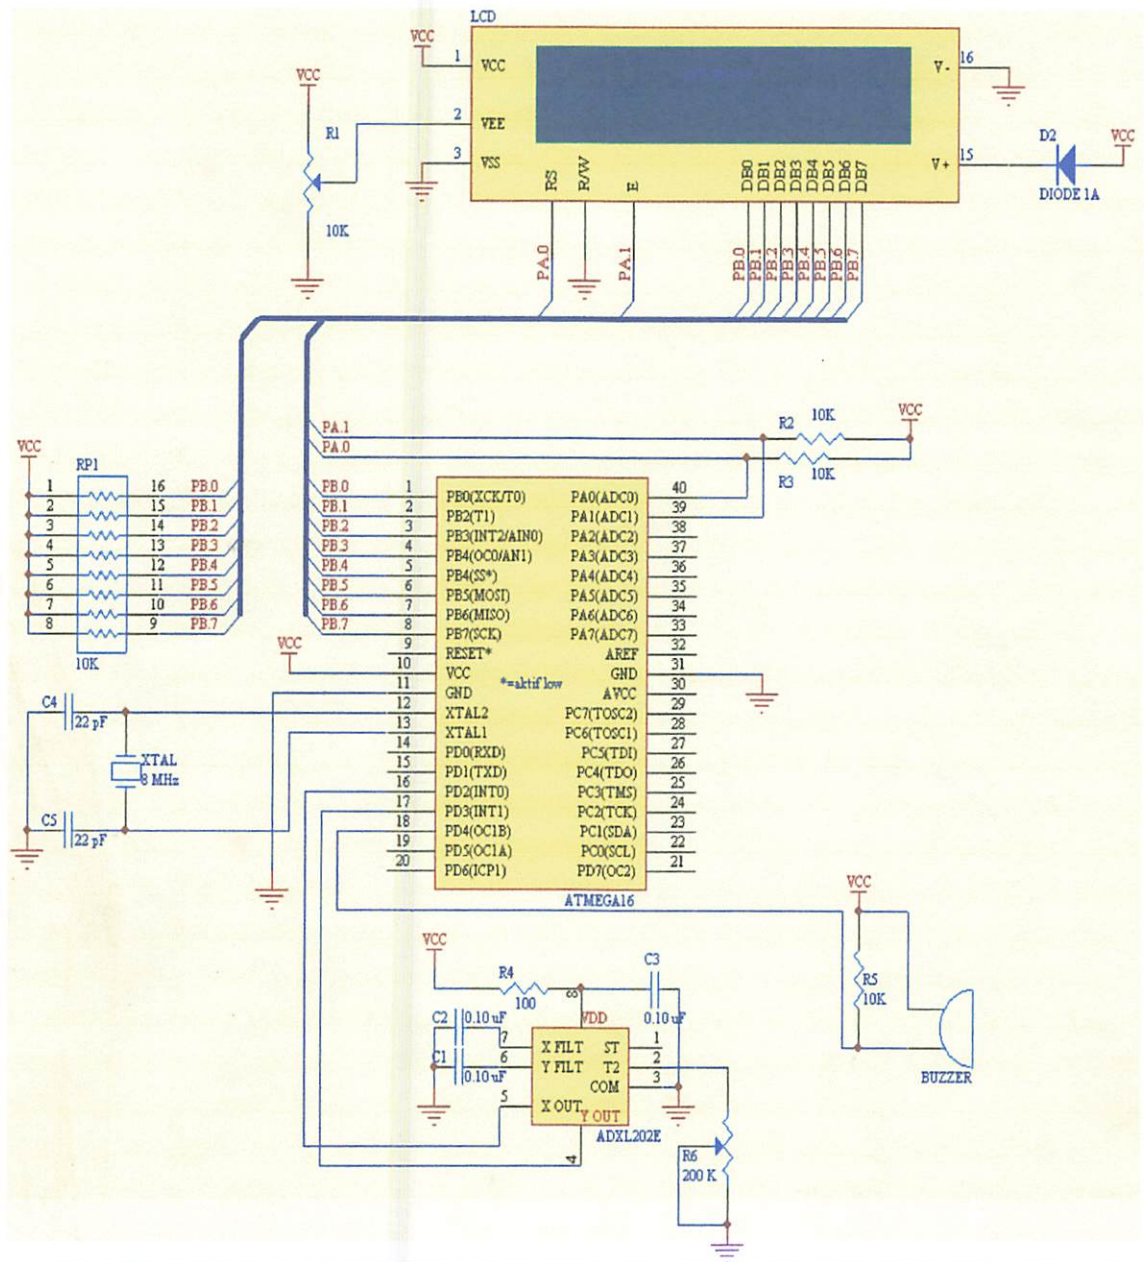 LCD
VCC
1 VCC
2 VEE
3 VSS
V- 16
V+ 15
RS
R/W
E
DB0
DB1
DB2
DB3
DB4
DB5
DB6
DB7
D2
VCC
DIODE 1A
VCC
R1
10K
PA.0
PA.1
PB.0
PB.1
PB.2
PB.3
PB.4
PB.5
PB.6
PB.7
PA.1
PA.0
R2 10K
R3 10K
VCC
VCC
RP1
1 16 PB.0
2 15 PB.1
3 14 PB.2
4 13 PB.3
5 12 PB.4
6 11 PB.5
7 10 PB.6
8 9 PB.7
10K
PB.0 1 PB0(XCK/T0)
PB.1 2 PB2(T1)
PB.2 3 PB3(INT2/AIN0)
PB.3 4 PB4(OC0/AN1)
PB.4 5 PB4(SS*)
PB.5 6 PB5(MOSI)
PB.6 7 PB6(MISO)
PB.7 8 PB7(SCK)
9 RESET*
VCC 10 VCC
11 GND
12 XTAL2
13 XTAL1
14 PD0(RXD)
15 PD1(TXD)
16 PD2(INT0)
17 PD3(INT1)
18 PD4(OC1B)
19 PD5(OC1A)
20 PD6(ICP1)
*=aktif low
PA0(ADC0) 40
PA1(ADC1) 39
PA2(ADC2) 38
PA3(ADC3) 37
PA4(ADC4) 36
PA5(ADC5) 35
PA6(ADC6) 34
PA7(ADC7) 33
AREF 32
GND 31
AVCC 30
PC7(TOSC2) 29
PC6(TOSC1) 28
PC5(TDI) 27
PC4(TDO) 26
PC3(TMS) 25
PC2(TCK) 24
PC1(SDA) 23
PC0(SCL) 22
PD7(OC2) 21
ATMEGA16
C4
22 pF
XTAL
8 MHz
C5
22 pF
VCC
R5
10K
BUZZER
VCC
R4
100
C3
0.10 uF
8
VDD
C2 0.10 uF
C1 0.10 uF
7 X FILT
6 Y FILT
5 X OUT
ST 1
T2 2
COM 3
Y OUT
4
ADXL202E
R6
200 K